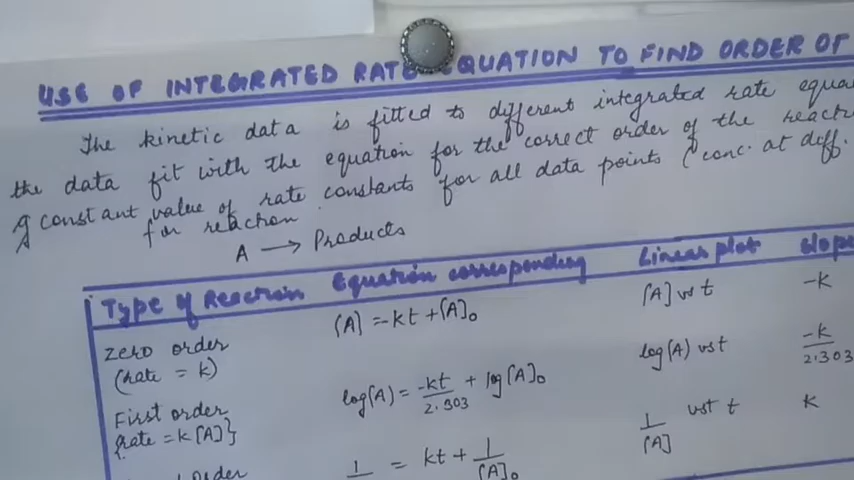 USE OF INTEGRATED RATE EQUATION TO FIND ORDER OF
The kinetic data is fitted to different integrated rate equa
the data fit with the equation for the correct order of the react
constant value of rate constants for all data points (conc. at diff.
for reaction
A → Products
Type of Reaction Equation corresponding Linear plot slope
zero order [A] = -kt + [A]₀ [A] vs t -k
(rate = k)
First order log[A] = -kt/2.303 + log[A]₀ log[A] vs t -k/2.303
{rate = k[A]}
order 1 = kt + 1/[A]₀ 1/[A] vs t k